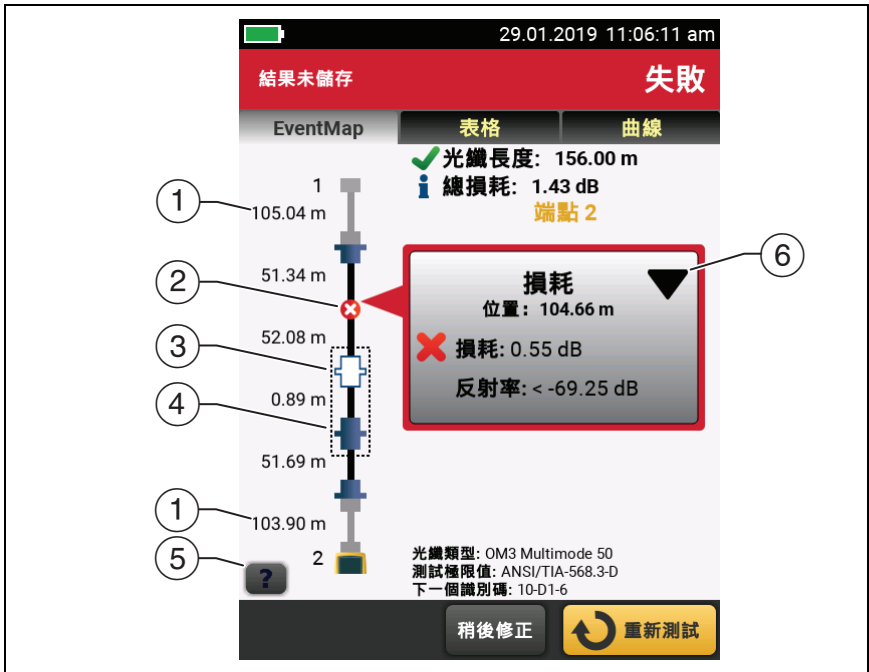 29.01.2019 11:06:11 am
結果未儲存
失敗
EventMap
表格
曲線
光纖長度: 156.00 m
總損耗: 1.43 dB
端點 2
1
1
105.04 m
51.34 m
2
52.08 m
3
0.89 m
4
51.69 m
1
103.90 m
2
5
?
6
損耗
位置: 104.66 m
損耗: 0.55 dB
反射率: < -69.25 dB
光纖類型: OM3 Multimode 50
測試極限值: ANSI/TIA-568.3-D
下一個識別碼: 10-D1-6
稍後修正
重新測試